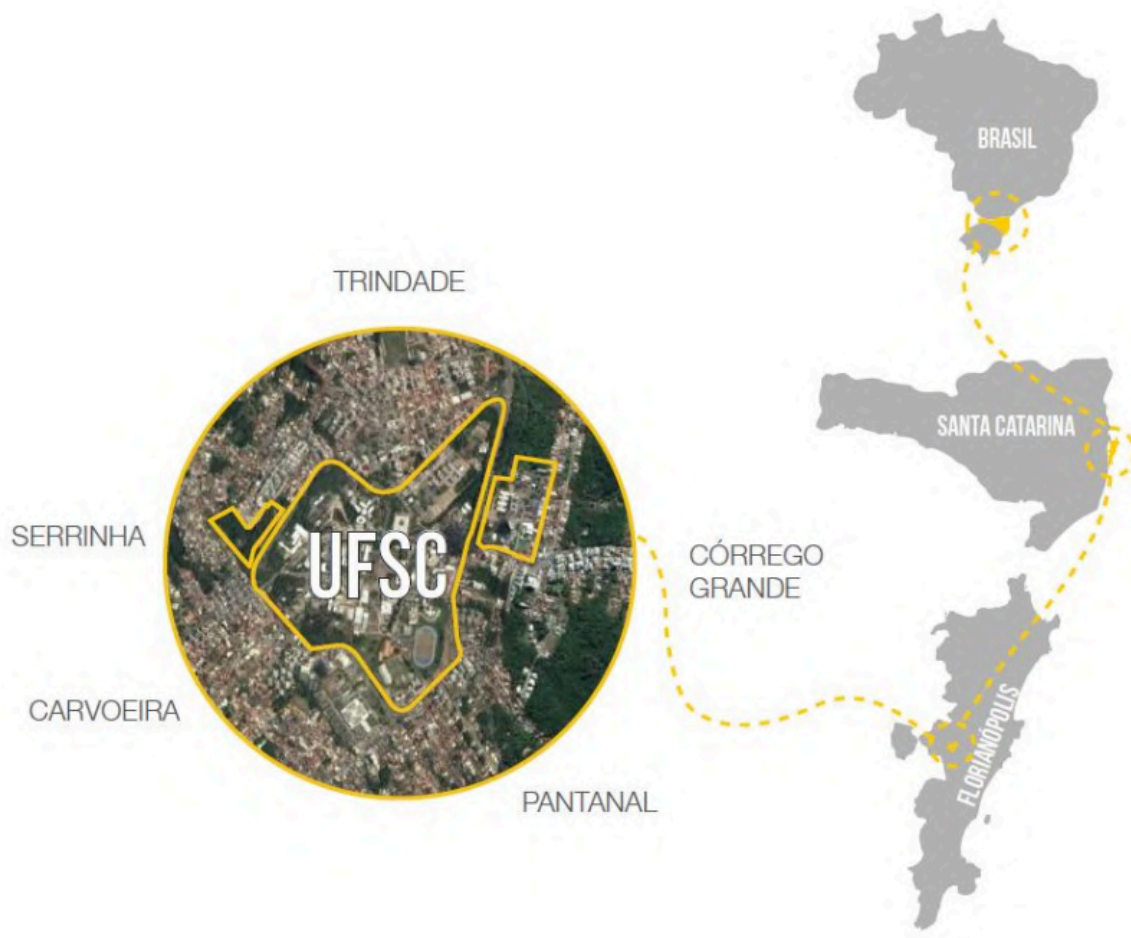 BRASIL
TRINDADE
SANTA CATARINA
SERRINHA
UFSC
CÓRREGO
GRANDE
CARVOEIRA
FLORIANÓPOLIS
PANTANAL